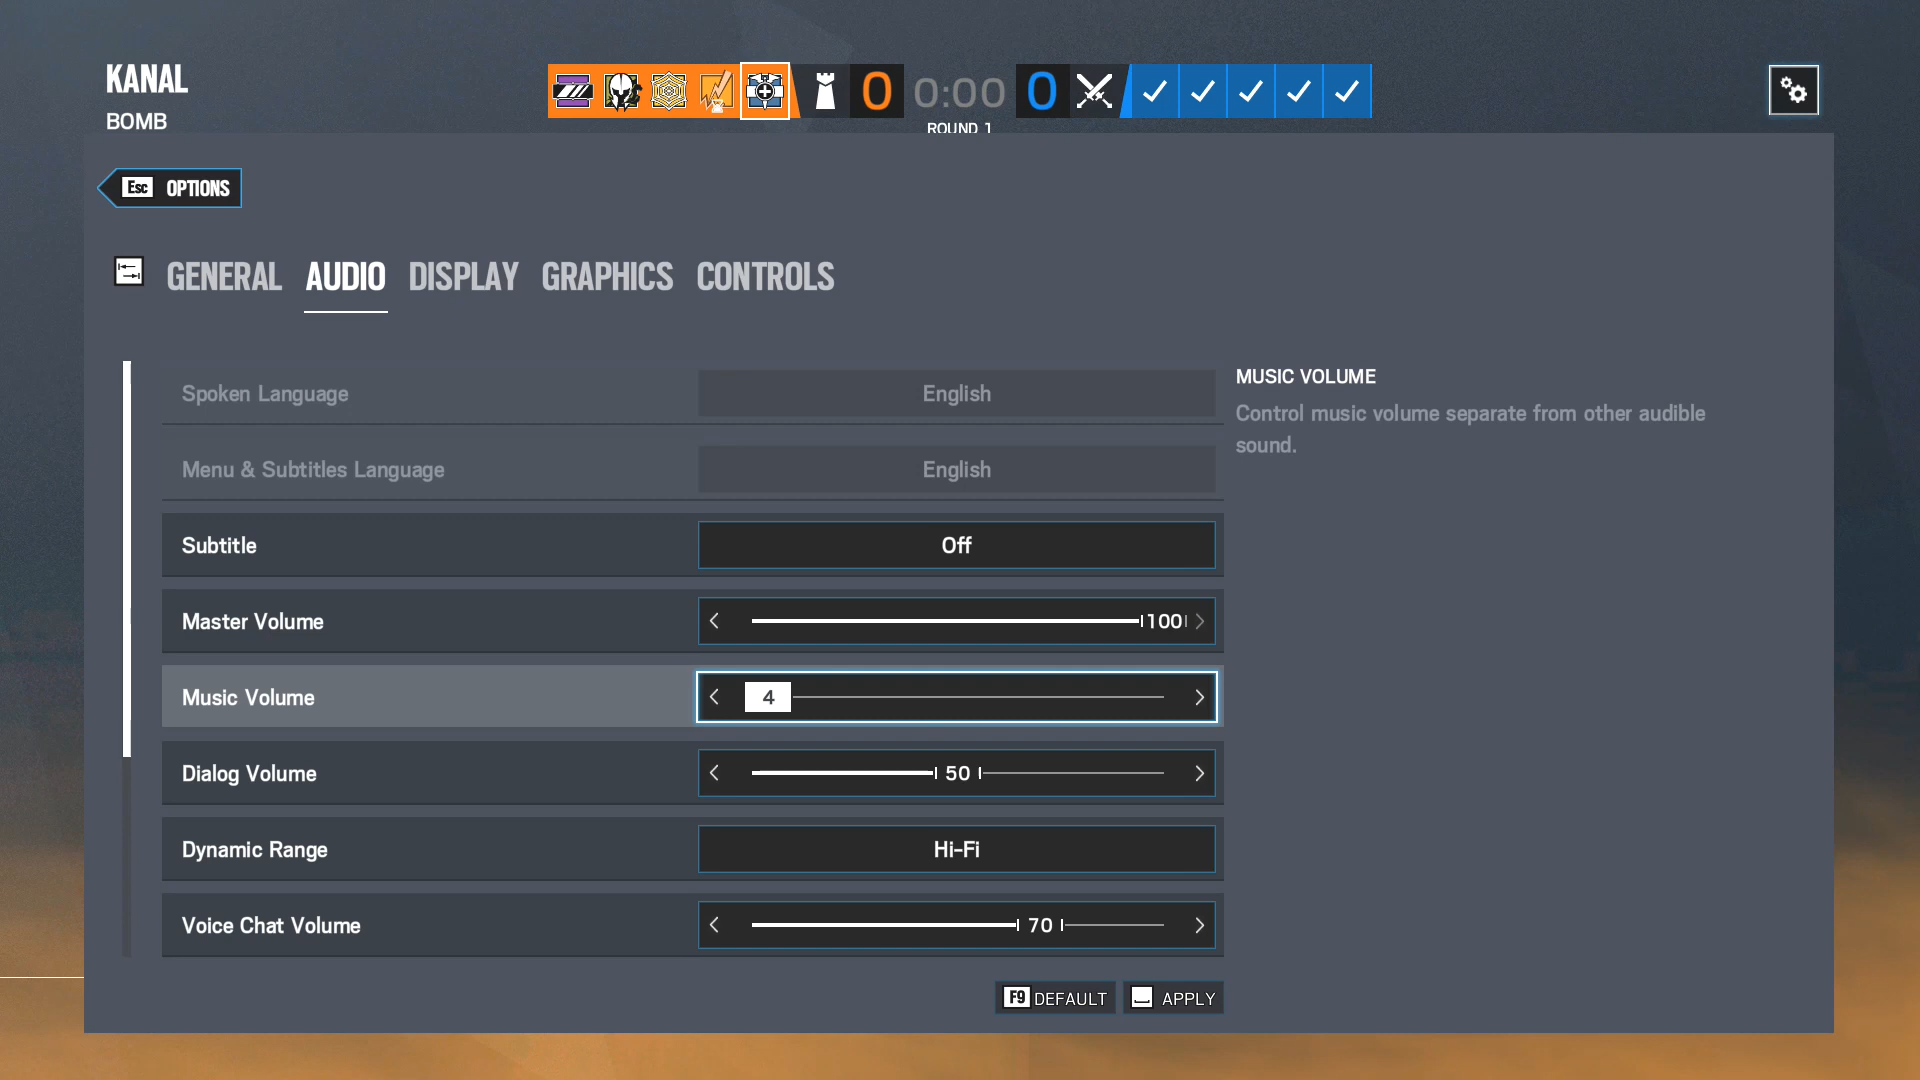 KANAL
BOMB
0
0:00
0
ROUND 1
Esc OPTIONS
GENERAL AUDIO DISPLAY GRAPHICS CONTROLS
Spoken Language English
Menu & Subtitles Language English
Subtitle Off
Master Volume 100
Music Volume 4
Dialog Volume 50
Dynamic Range Hi-Fi
Voice Chat Volume 70
MUSIC VOLUME
Control music volume separate from other audible
sound.
F9 DEFAULT
APPLY